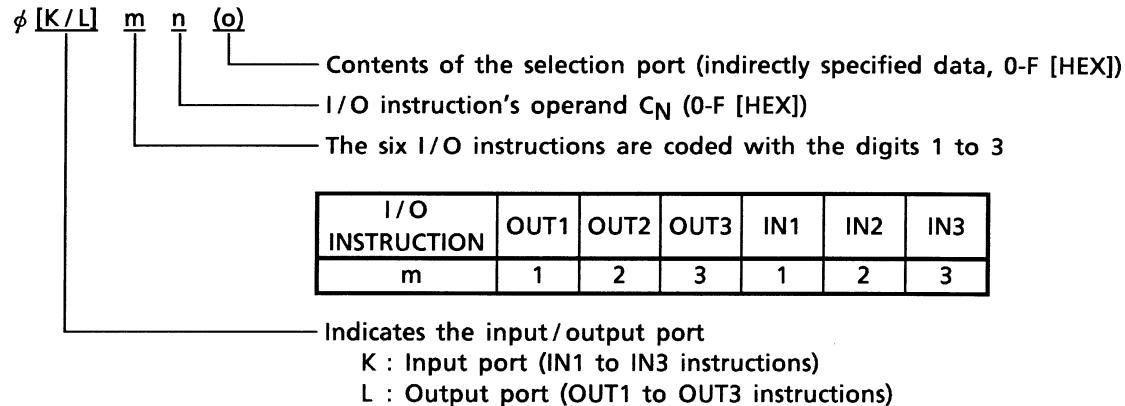 ϕ [K/L] m n (o)
Contents of the selection port (indirectly specified data, 0-F [HEX])
I/O instruction's operand CN (0-F [HEX])
The six I/O instructions are coded with the digits 1 to 3
I/O INSTRUCTION OUT1 OUT2 OUT3 IN1 IN2 IN3
m 1 2 3 1 2 3
Indicates the input/output port
K : Input port (IN1 to IN3 instructions)
L : Output port (OUT1 to OUT3 instructions)